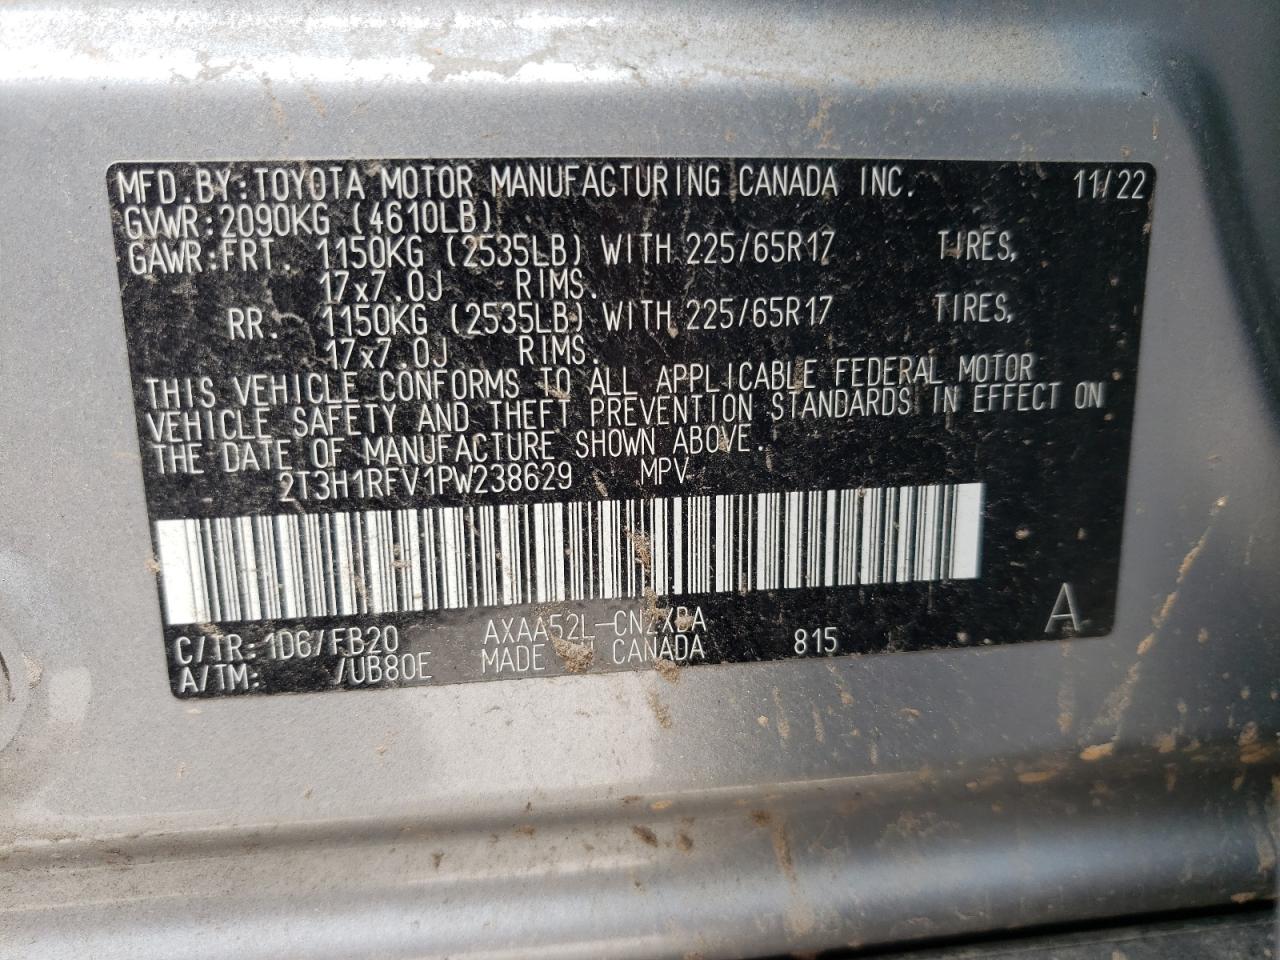 MFD.BY:TOYOTA MOTOR MANUFACTURING CANADA INC. 11/22
GVWR:2090KG (4610LB)
GAWR:FRT. 1150KG (2535LB) WITH 225/65R17 TIRES,
17x7.0J RIMS.
RR. 1150KG (2535LB) WITH 225/65R17 TIRES,
17x7.0J RIMS.
THIS VEHICLE CONFORMS TO ALL APPLICABLE FEDERAL MOTOR
VEHICLE SAFETY AND THEFT PREVENTION STANDARDS IN EFFECT ON
THE DATE OF MANUFACTURE SHOWN ABOVE.
2T3H1RFV1PW238629 MPV
C/TR:1D6/FB20 815 A
A/TM: /UB80E MADE IN CANADA